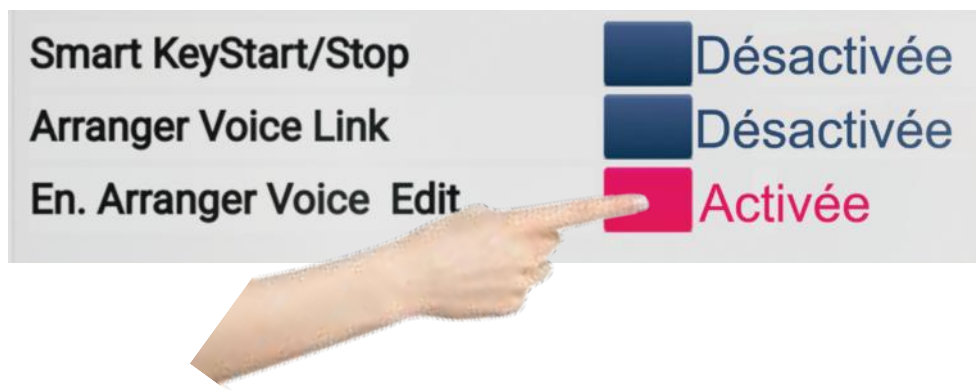 Smart KeyStart/Stop Désactivée
Arranger Voice Link Désactivée
En. Arranger Voice Edit Activée